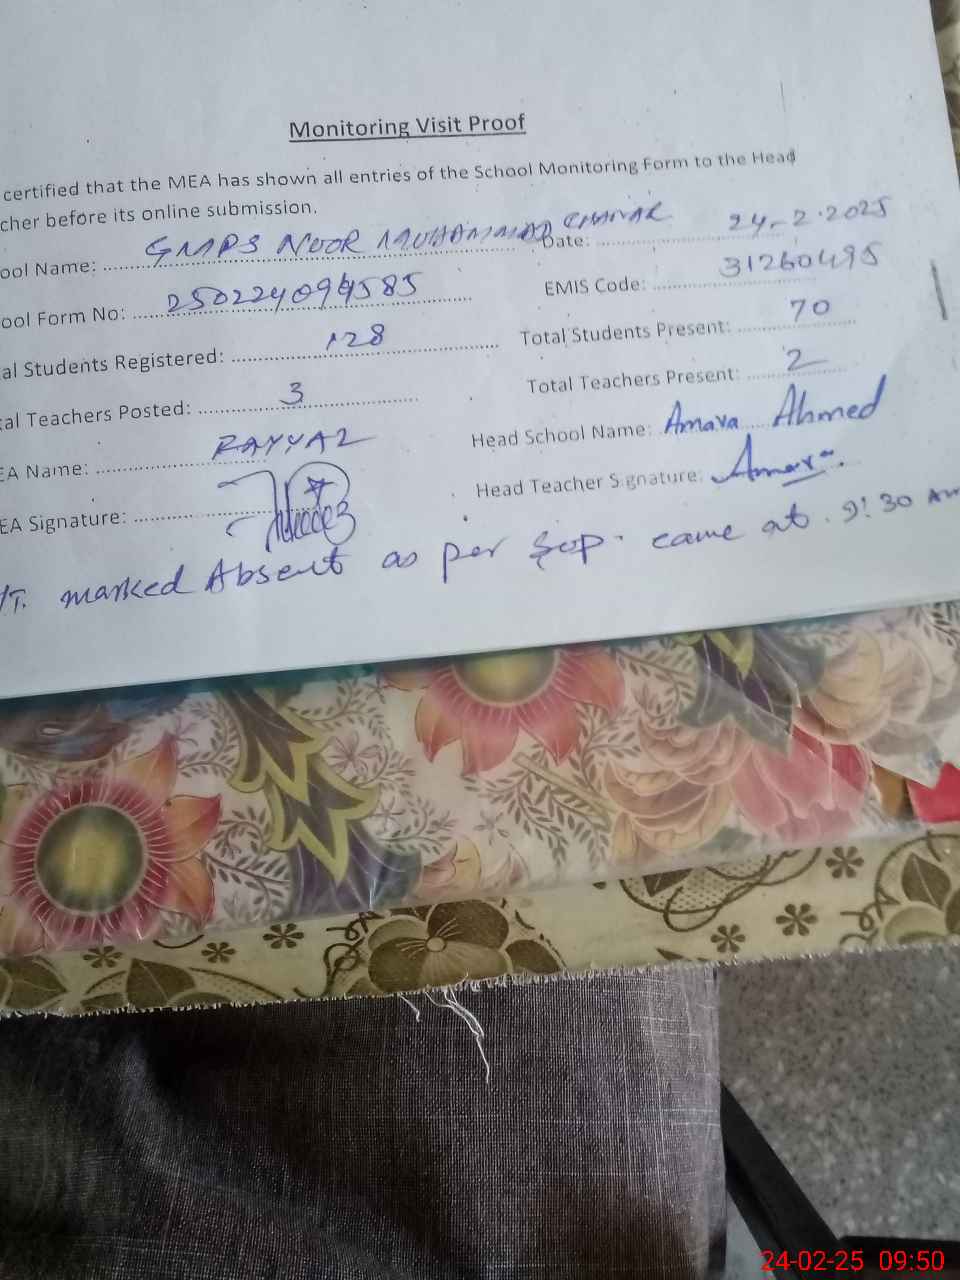 Monitoring Visit Proof
certified that the MEA has shown all entries of the School Monitoring Form to the Head
cher before its online submission.
ool Name: GMPS NOOR MUHAMMAD CHANAR Date: 24-2-2025
ool Form No: EMIS Code: 31260495
al Students Registered: 128 Total Students Present: 70
tal Teachers Posted: 3 Total Teachers Present: 2
EA Name: RAYYAZ Head School Name: Amara Ahmed
EA Signature: Head Teacher Signature: Amara
/T. marked Absent as per Sop. came at 9:30 AM
24-02-25 09:50